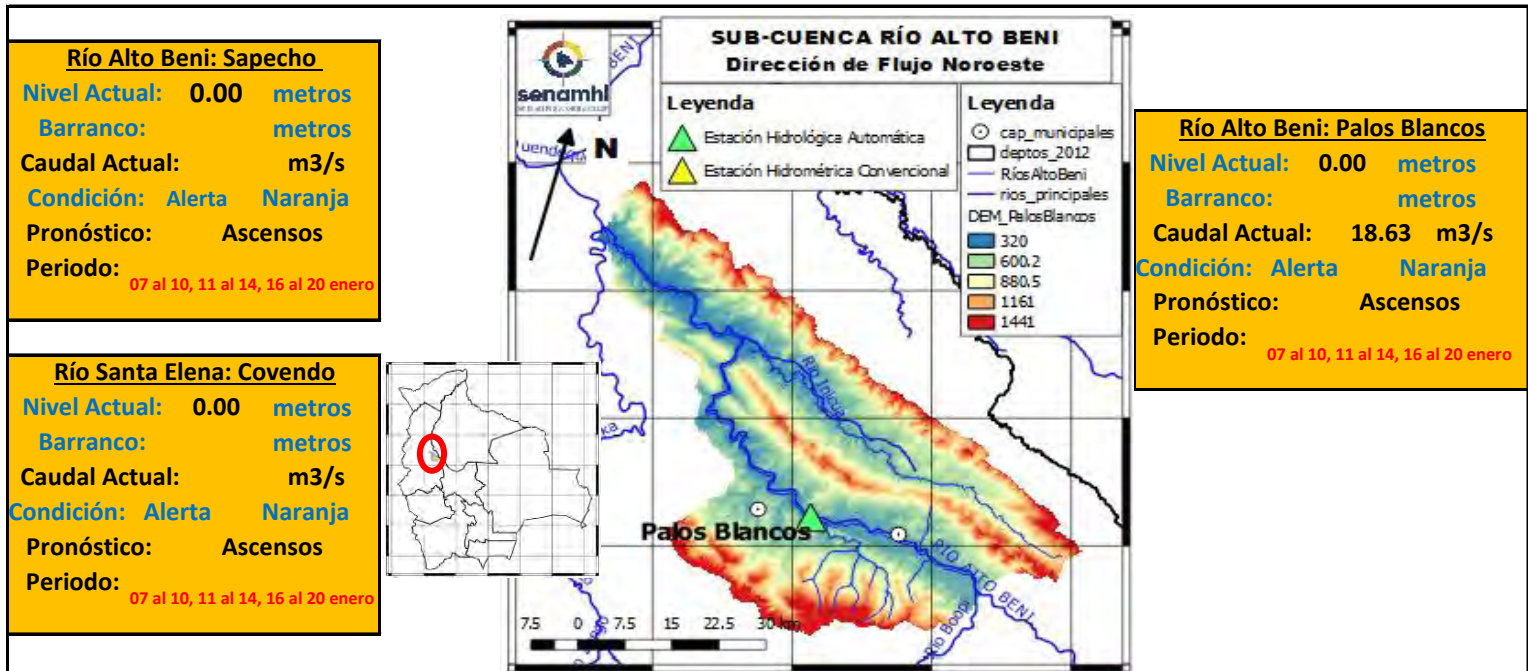 Río Alto Beni: Sapecho
Nivel Actual: 0.00 metros
Barranco: metros
Caudal Actual: m3/s
Condición: Alerta Naranja
Pronóstico: Ascensos
Periodo:
07 al 10, 11 al 14, 16 al 20 enero
Río Santa Elena: Covendo
Nivel Actual: 0.00 metros
Barranco: metros
Caudal Actual: m3/s
Condición: Alerta Naranja
Pronóstico: Ascensos
Periodo:
07 al 10, 11 al 14, 16 al 20 enero
SUB-CUENCA RÍO ALTO BENI
Dirección de Flujo Noroeste
senamhi
BENI
N
Leyenda
Estación Hidrológica Automática
Estación Hidrométrica Convencional
Leyenda
cap_municipales
deptos_2012
RíosAltoBeni
rios_principales
DEM_PalosBlancos
320
600.2
880.5
1161
1441
Palos Blancos
RIO ALTO BENI
Rio Boopi
7.5 0 7.5 15 22.5 30 km
Río Alto Beni: Palos Blancos
Nivel Actual: 0.00 metros
Barranco: metros
Caudal Actual: 18.63 m3/s
Condición: Alerta Naranja
Pronóstico: Ascensos
Periodo:
07 al 10, 11 al 14, 16 al 20 enero